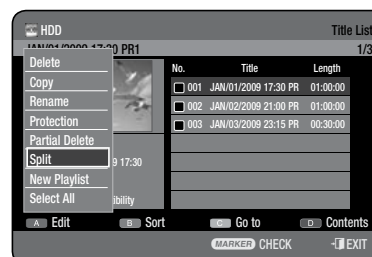 HDD Title List
JAN/01/2009 17:30 PR1 1/3
Delete
Copy
Rename
Protection
Partial Delete
Split
New Playlist
Select All
No. Title Length
001 JAN/01/2009 17:30 PR 01:00:00
002 JAN/02/2009 21:00 PR 01:00:00
003 JAN/03/2009 23:15 PR 00:30:00
9 17:30
ibility
A Edit B Sort C Go to D Contents
MARKER CHECK EXIT